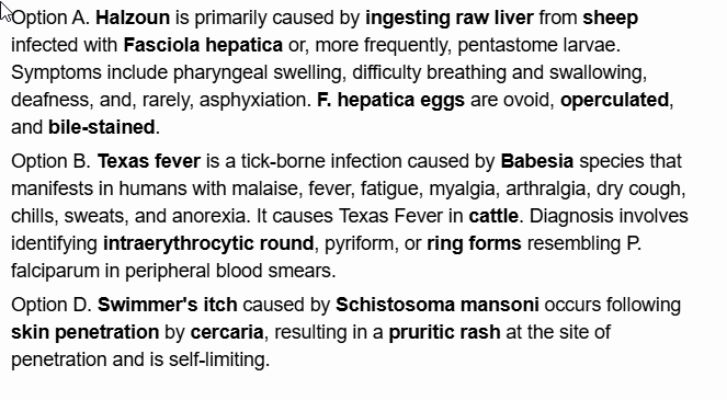 Option A. Halzoun is primarily caused by ingesting raw liver from sheep
infected with Fasciola hepatica or, more frequently, pentastome larvae.
Symptoms include pharyngeal swelling, difficulty breathing and swallowing,
deafness, and, rarely, asphyxiation. F. hepatica eggs are ovoid, operculated,
and bile-stained.
Option B. Texas fever is a tick-borne infection caused by Babesia species that
manifests in humans with malaise, fever, fatigue, myalgia, arthralgia, dry cough,
chills, sweats, and anorexia. It causes Texas Fever in cattle. Diagnosis involves
identifying intraerythrocytic round, pyriform, or ring forms resembling P.
falciparum in peripheral blood smears.
Option D. Swimmer's itch caused by Schistosoma mansoni occurs following
skin penetration by cercaria, resulting in a pruritic rash at the site of
penetration and is self-limiting.